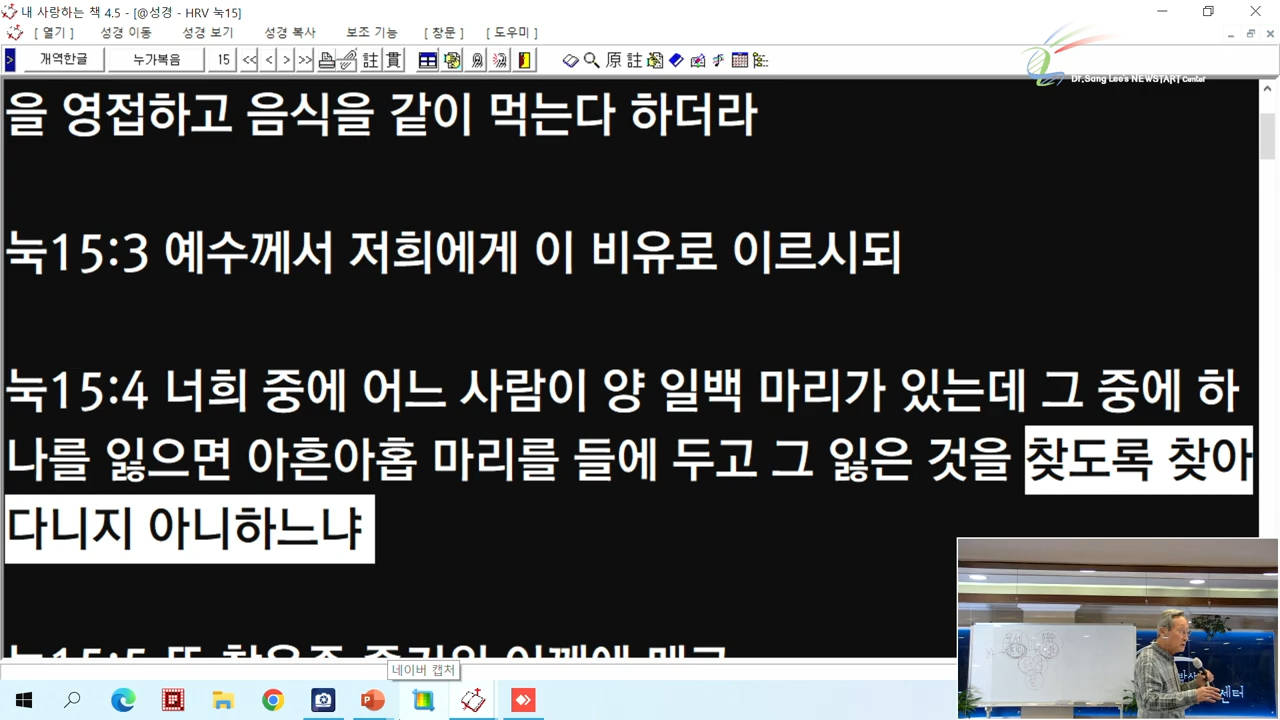 내 사랑하는 책 4.5 - [@성경 - HRV 눅15]
[ 열기 ] 성경 이동 성경 보기 성경 복사 보조 기능 [ 창문 ] [ 도우미 ]
> 개역한글 누가복음 15 << < > >> 註 貫 原 註
Dr.Sang Lee's NEWSTART Center
을 영접하고 음식을 같이 먹는다 하더라
눅15:3 예수께서 저희에게 이 비유로 이르시되
눅15:4 너희 중에 어느 사람이 양 일백 마리가 있는데 그 중에 하
나를 잃으면 아흔아홉 마리를 들에 두고 그 잃은 것을 찾도록 찾아
다니지 아니하느냐
네이버 캡처
센터